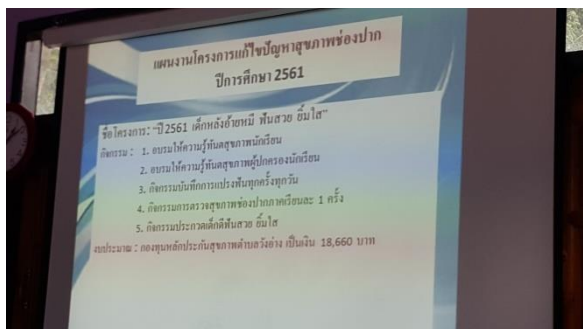 แผนงานโครงการแก้ไขปัญหาสุขภาพช่องปาก
ปีการศึกษา 2561
ชื่อโครงการ: "ปี2561 เด็กหลังอ้ายหมี ฟันสวย ยิ้มใส"
กิจกรรม : 1. อบรมให้ความรู้ทันตสุขภาพนักเรียน
2. อบรมให้ความรู้ทันตสุขภาพผู้ปกครองนักเรียน
3. กิจกรรมบันทึกการแปรงฟันทุกครั้งทุกวัน
4. กิจกรรมการตรวจสุขภาพช่องปากภาคเรียนละ 1 ครั้ง
5. กิจกรรมประกวดเด็กดีฟันสวย ยิ้มใส
งบประมาณ : กองทุนหลักประกันสุขภาพตำบลวังอ่าง เป็นเงิน 18,660 บาท